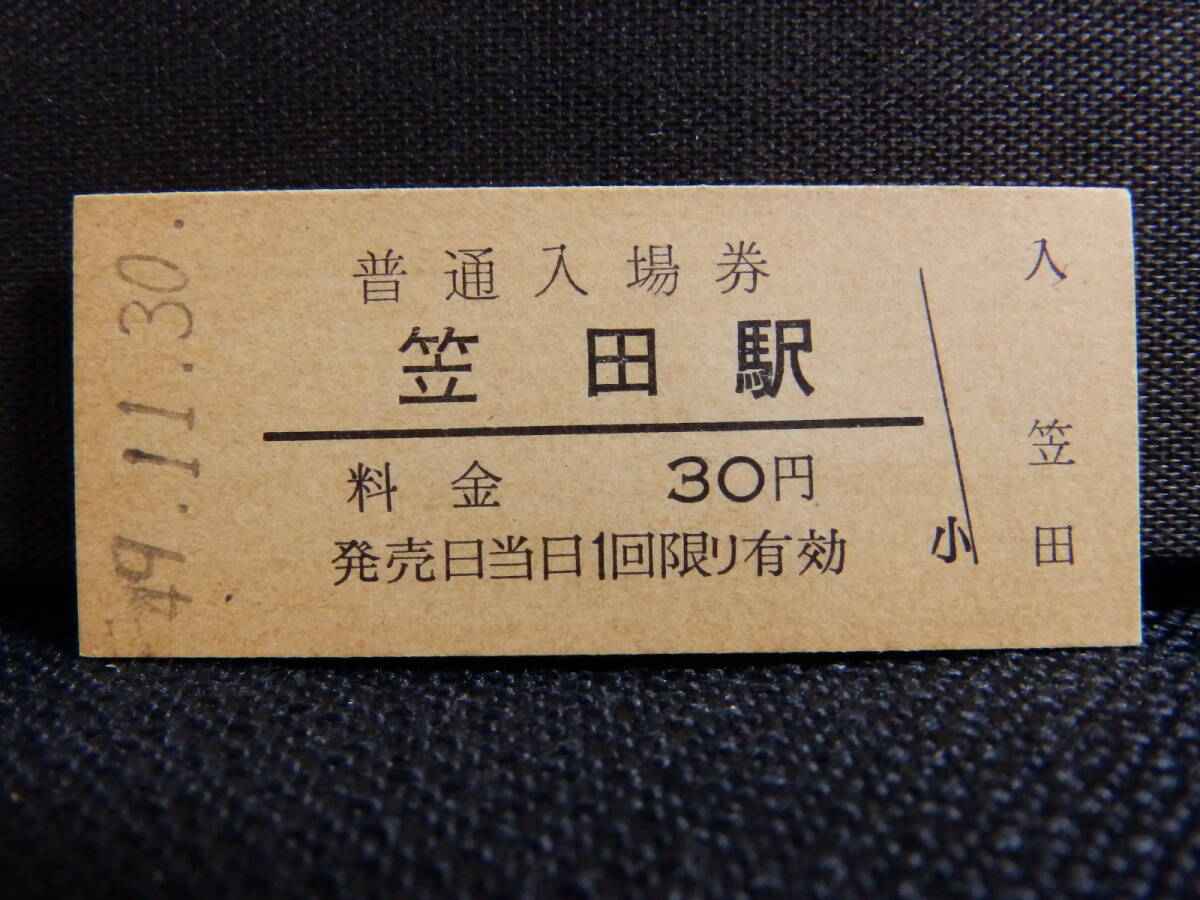 49.11.30.
普通入場券
笠田駅
料金 30円
発売日当日1回限り有効
小
入
笠田